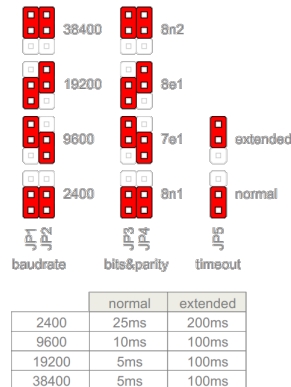 38400 8n2
19200 8e1
9600 7e1 extended
2400 8n1 normal
JP1 JP2 JP3 JP4 JP5
baudrate bits&parity timeout
normal extended
2400 25ms 200ms
9600 10ms 100ms
19200 5ms 100ms
38400 5ms 100ms